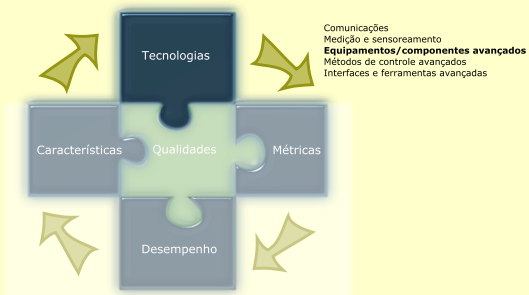 Comunicações
Medição e sensoreamento
Equipamentos/componentes avançados
Métodos de controle avançados
Interfaces e ferramentas avançadas
Tecnologias
Características
Qualidades
Métricas
Desempenho